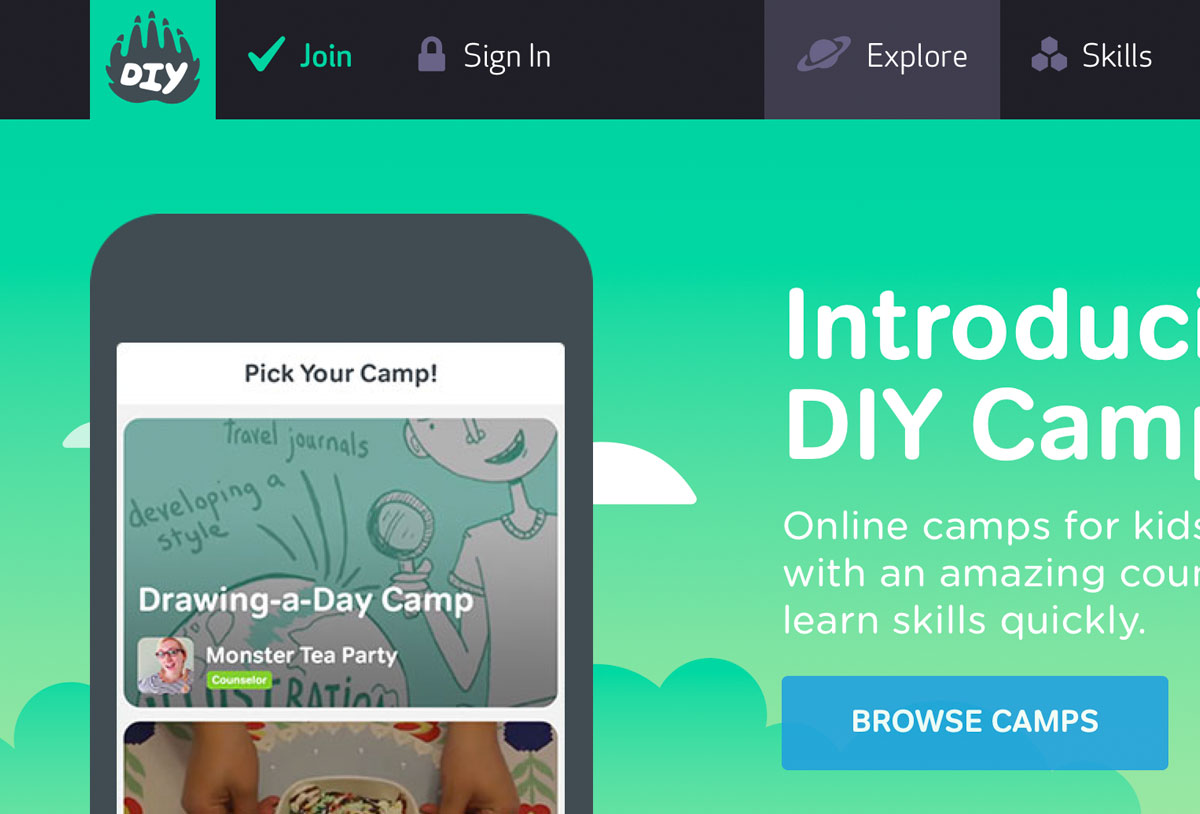 DIY
Join
Sign In
Explore
Skills
Pick Your Camp!
travel journals
developing a
style
Drawing-a-Day Camp
Monster Tea Party
Counselor
Introduci
DIY Camp
Online camps for kids
with an amazing cour
learn skills quickly.
BROWSE CAMPS